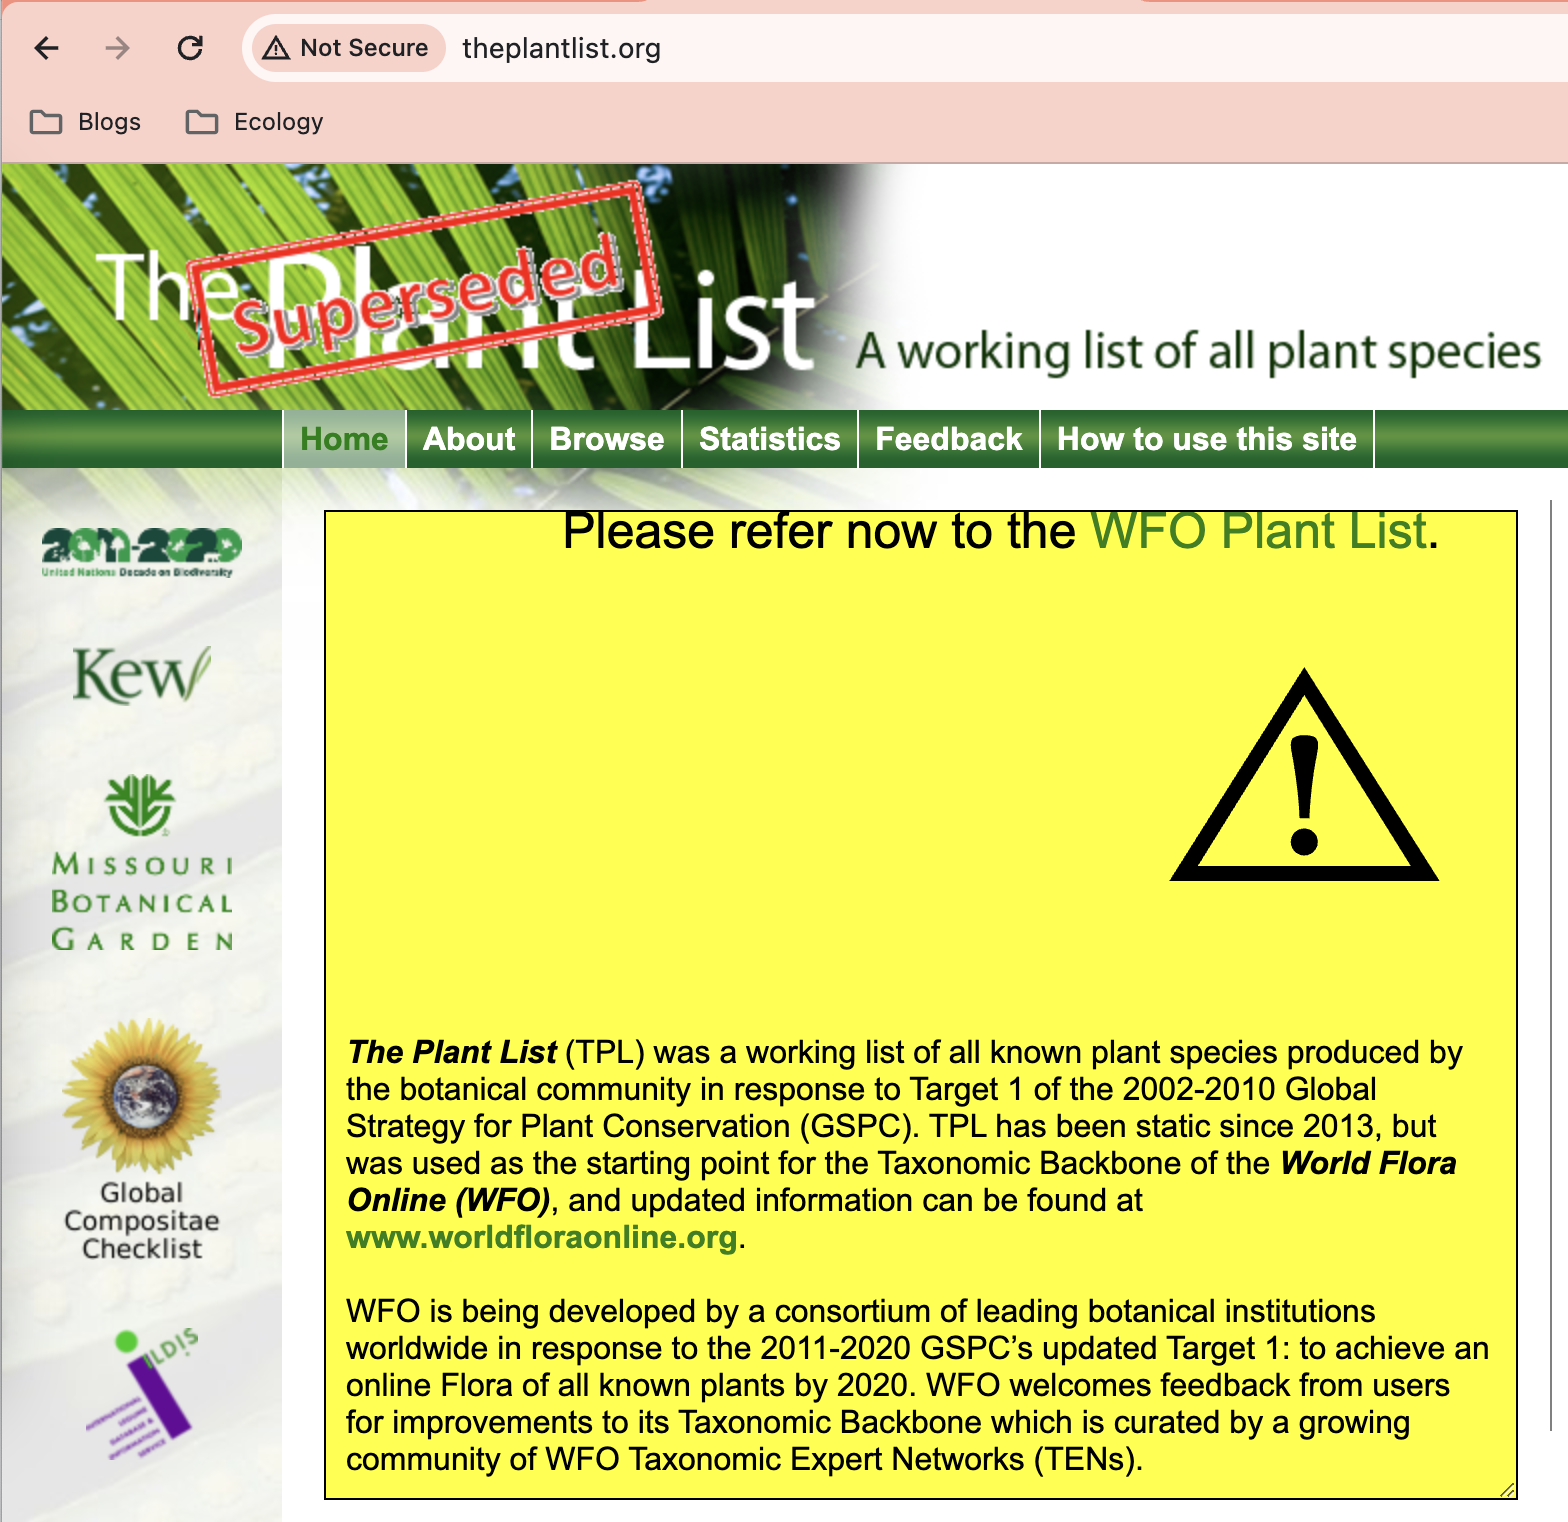 Not Secure theplantlist.org
Blogs Ecology
The Plant List
Superseded
A working list of all plant species
Home About Browse Statistics Feedback How to use this site
2011-2020
United Nations Decade on Biodiversity
Kew
MISSOURI
BOTANICAL
GARDEN
Global
Compositae
Checklist
ILDIS
INTERNATIONAL
LEGUME
DATABASE &
INFORMATION
SERVICE
Please refer now to the WFO Plant List.
The Plant List (TPL) was a working list of all known plant species produced by
the botanical community in response to Target 1 of the 2002-2010 Global
Strategy for Plant Conservation (GSPC). TPL has been static since 2013, but
was used as the starting point for the Taxonomic Backbone of the World Flora
Online (WFO), and updated information can be found at
www.worldfloraonline.org.
WFO is being developed by a consortium of leading botanical institutions
worldwide in response to the 2011-2020 GSPC’s updated Target 1: to achieve an
online Flora of all known plants by 2020. WFO welcomes feedback from users
for improvements to its Taxonomic Backbone which is curated by a growing
community of WFO Taxonomic Expert Networks (TENs).